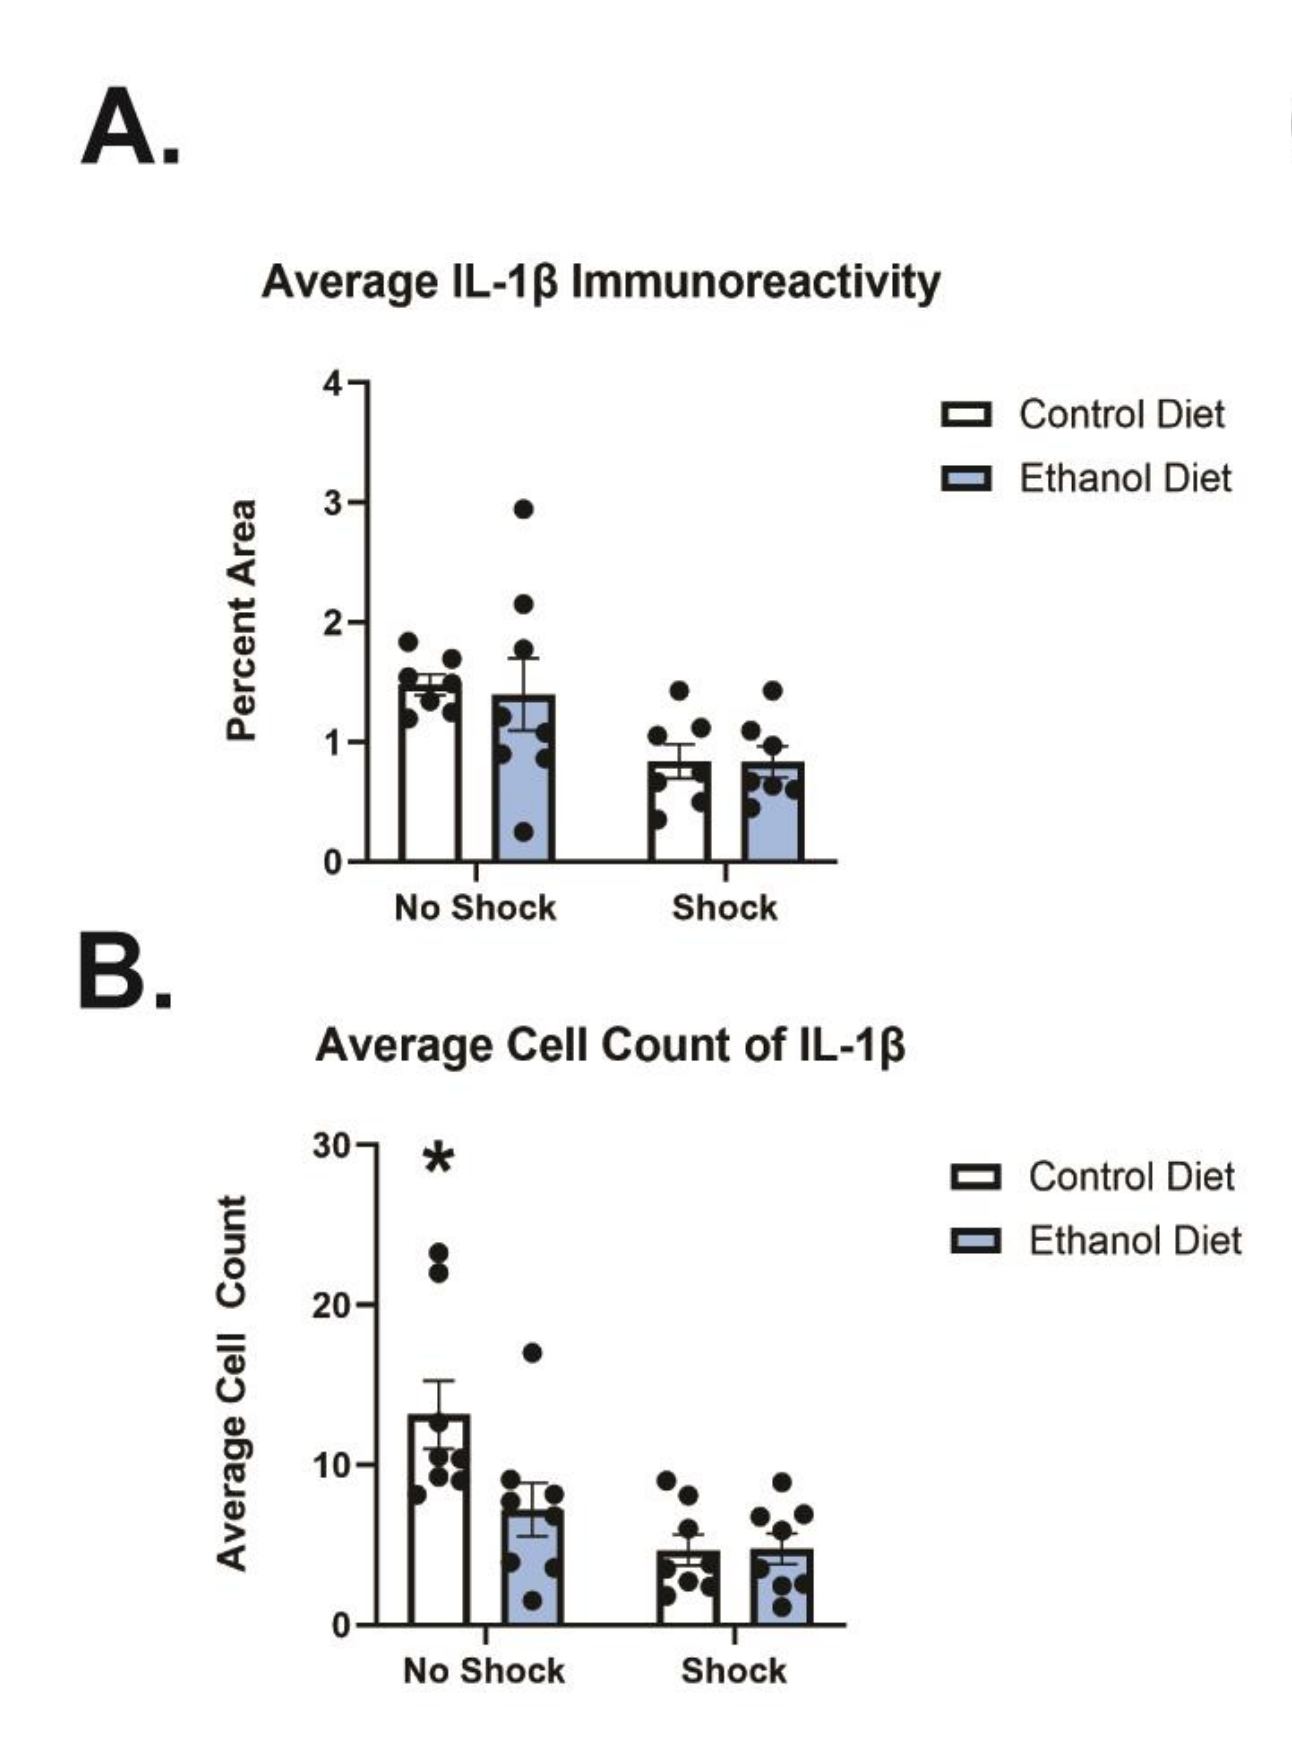 A.
Average IL-1β Immunoreactivity
4
3
2
1
0
Percent Area
Control Diet
Ethanol Diet
No Shock
Shock
B.
Average Cell Count of IL-1β
30
20
10
0
Average Cell Count
*
Control Diet
Ethanol Diet
No Shock
Shock